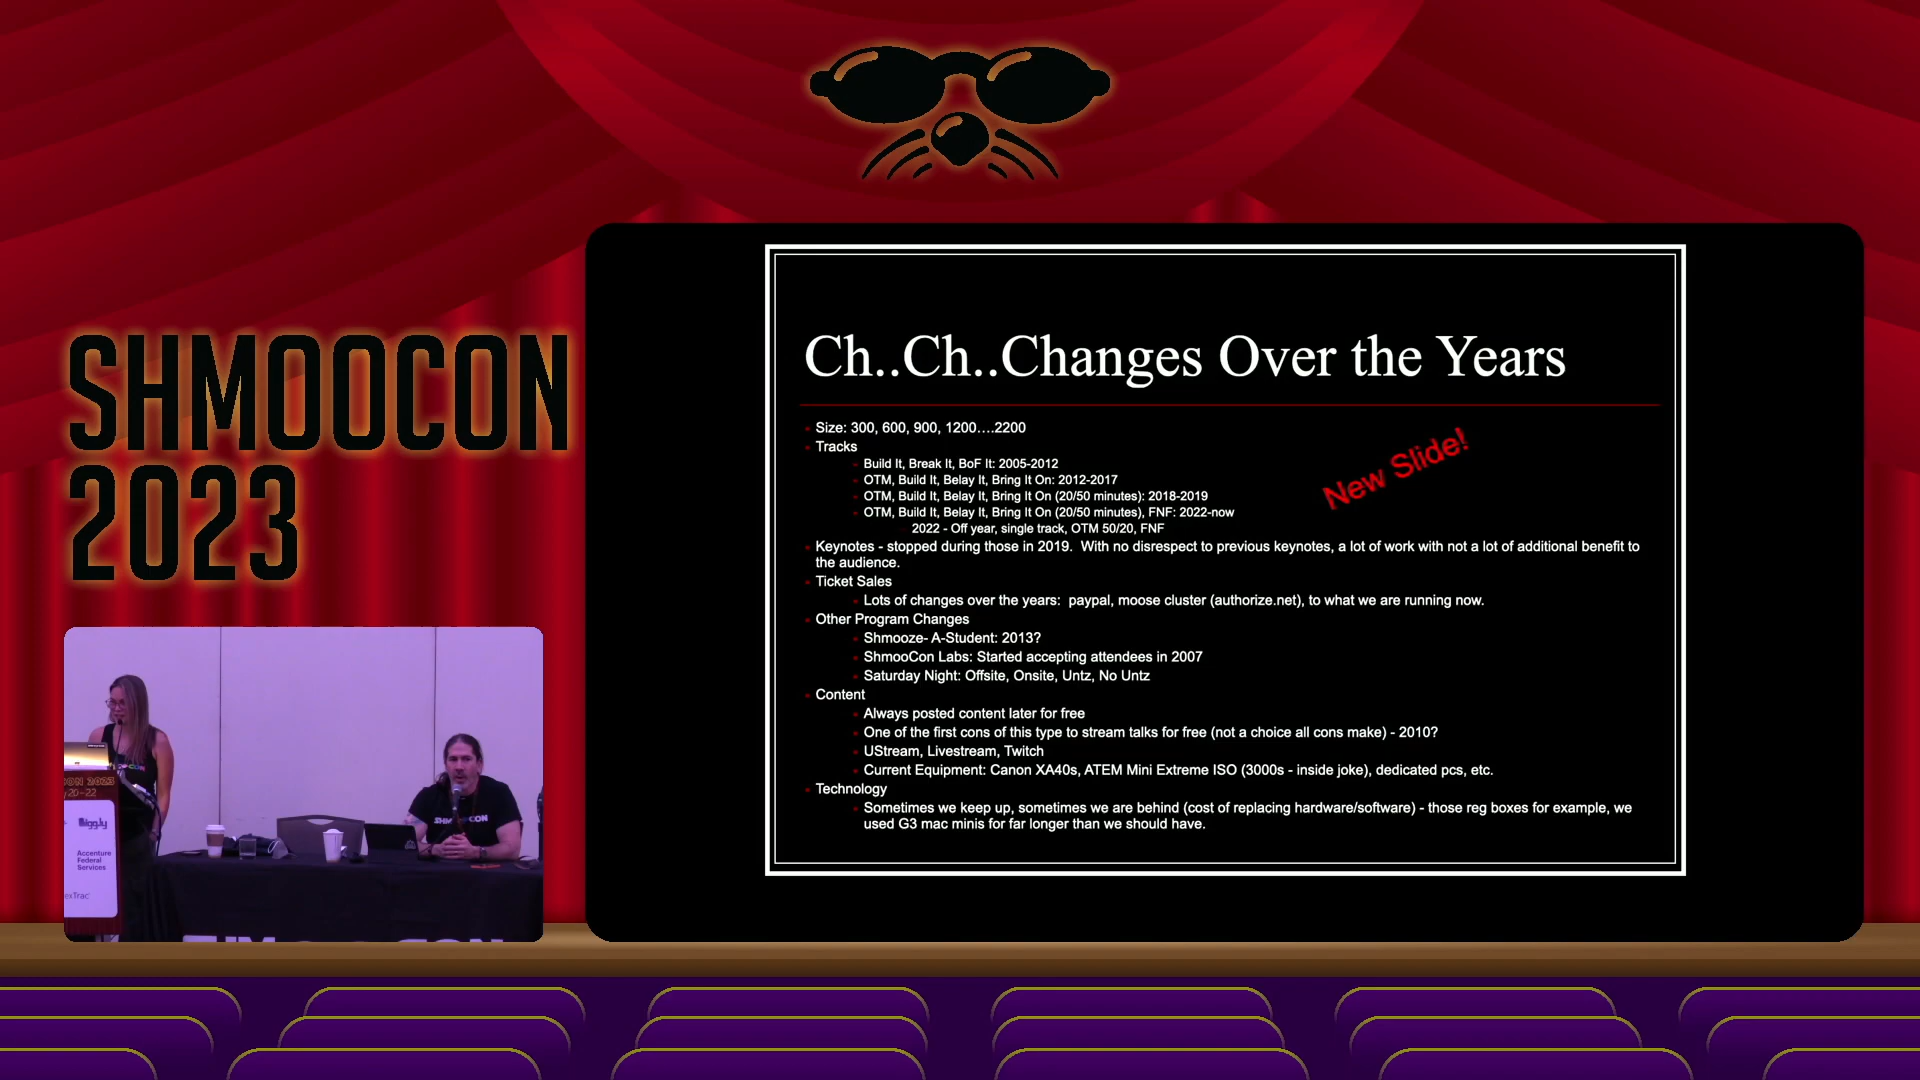 SHMOOCON
2023
Ch..Ch..Changes Over the Years
New Slide!
Size: 300, 600, 900, 1200....2200
Tracks
Build It, Break It, BoF It: 2005-2012
OTM, Build It, Belay It, Bring It On: 2012-2017
OTM, Build It, Belay It, Bring It On (20/50 minutes): 2018-2019
OTM, Build It, Belay It, Bring It On (20/50 minutes), FNF: 2022-now
2022 - Off year, single track, OTM 50/20, FNF
Keynotes - stopped during those in 2019. With no disrespect to previous keynotes, a lot of work with not a lot of additional benefit to
the audience.
Ticket Sales
Lots of changes over the years: paypal, moose cluster (authorize.net), to what we are running now.
Other Program Changes
Shmooze- A-Student: 2013?
ShmooCon Labs: Started accepting attendees in 2007
Saturday Night: Offsite, Onsite, Untz, No Untz
Content
Always posted content later for free
One of the first cons of this type to stream talks for free (not a choice all cons make) - 2010?
UStream, Livestream, Twitch
Current Equipment: Canon XA40s, ATEM Mini Extreme ISO (3000s - inside joke), dedicated pcs, etc.
Technology
Sometimes we keep up, sometimes we are behind (cost of replacing hardware/software) - those reg boxes for example, we
used G3 mac minis for far longer than we should have.
CON 2023
20-22
Accenture
Federal
Services
exTrac
SHMOOCON